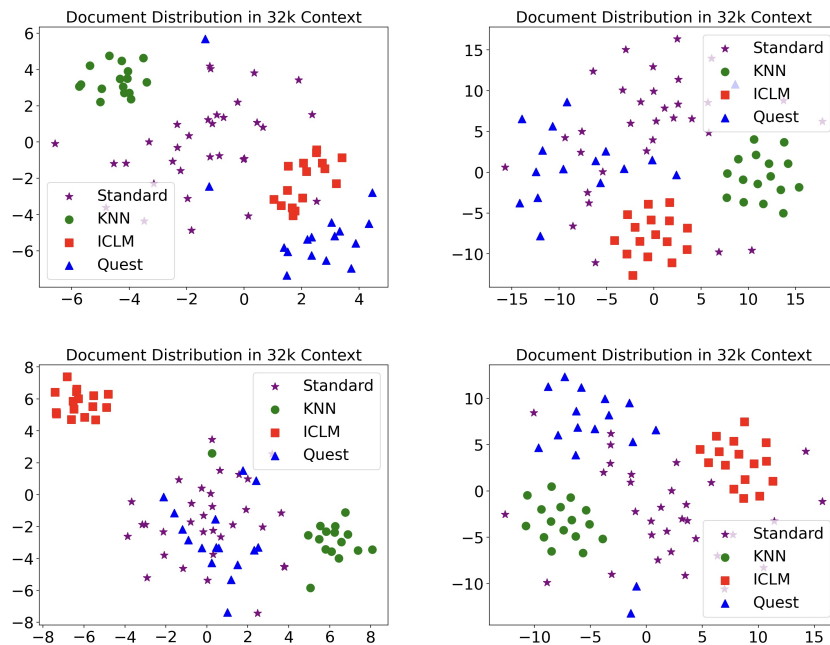 Document Distribution in 32k Context
6
4
2
0
−2
−4
−6
−6 −4 −2 0 2 4
Standard
KNN
ICLM
Quest
Document Distribution in 32k Context
15
10
5
0
−5
−10
−15 −10 −5 0 5 10 15
Standard
KNN
ICLM
Quest
Document Distribution in 32k Context
8
6
4
2
0
−2
−4
−6
−8
−8 −6 −4 −2 0 2 4 6 8
Standard
KNN
ICLM
Quest
Document Distribution in 32k Context
10
5
0
−5
−10
−10 −5 0 5 10 15
Standard
KNN
ICLM
Quest